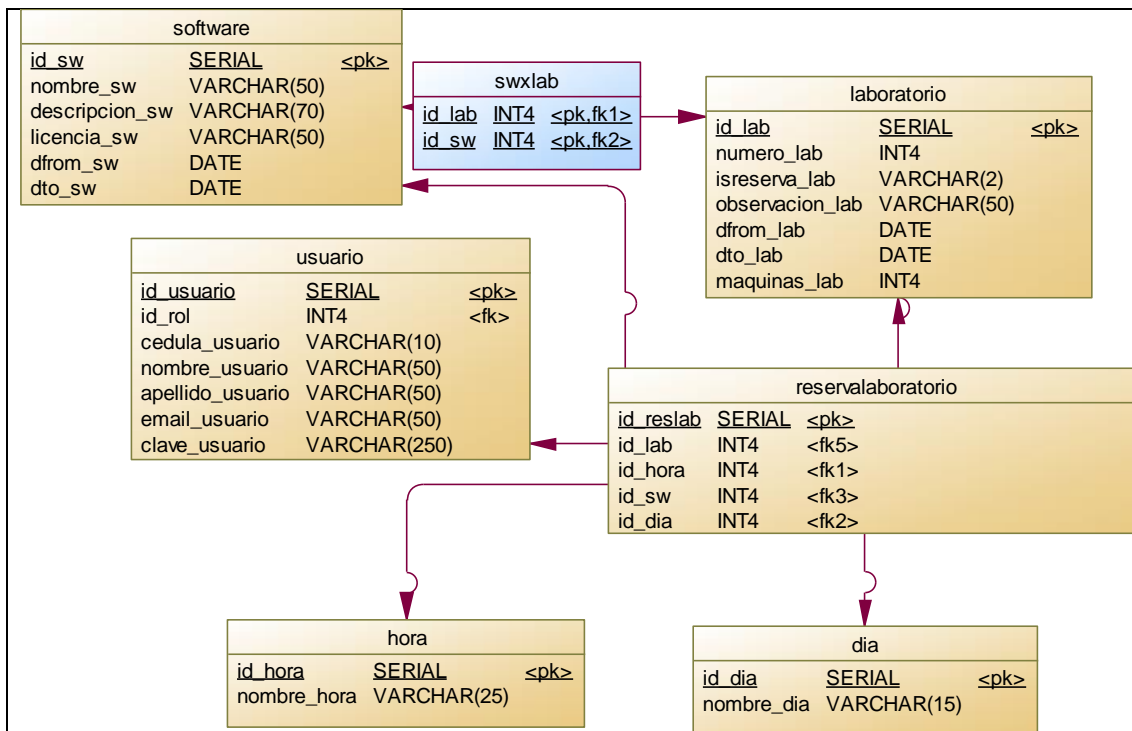 software
id_sw SERIAL <pk>
nombre_sw VARCHAR(50)
descripcion_sw VARCHAR(70)
licencia_sw VARCHAR(50)
dfrom_sw DATE
dto_sw DATE
swxlab
id_lab INT4 <pk,fk1>
id_sw INT4 <pk,fk2>
laboratorio
id_lab SERIAL <pk>
numero_lab INT4
isreserva_lab VARCHAR(2)
observacion_lab VARCHAR(50)
dfrom_lab DATE
dto_lab DATE
maquinas_lab INT4
usuario
id_usuario SERIAL <pk>
id_rol INT4 <fk>
cedula_usuario VARCHAR(10)
nombre_usuario VARCHAR(50)
apellido_usuario VARCHAR(50)
email_usuario VARCHAR(50)
clave_usuario VARCHAR(250)
reservalaboratorio
id_reslab SERIAL <pk>
id_lab INT4 <fk5>
id_hora INT4 <fk1>
id_sw INT4 <fk3>
id_dia INT4 <fk2>
hora
id_hora SERIAL <pk>
nombre_hora VARCHAR(25)
dia
id_dia SERIAL <pk>
nombre_dia VARCHAR(15)